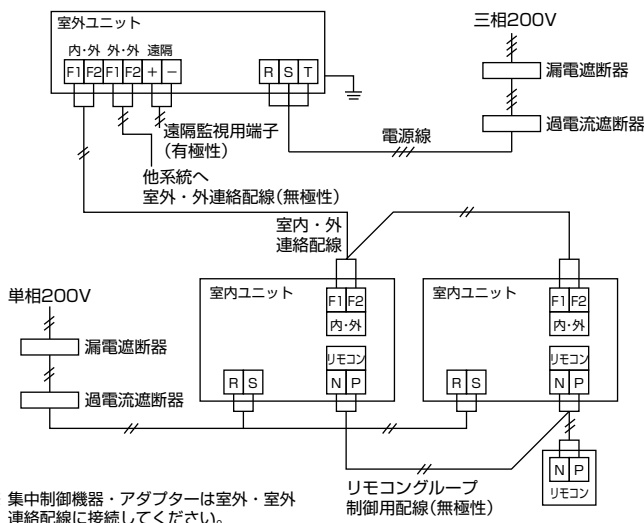 室外ユニット
内・外 外・外 遠隔
F1 F2 F1 F2 + −
R S T
三相200V
漏電遮断器
過電流遮断器
電源線
遠隔監視用端子
(有極性)
他系統へ
室外・外連絡配線(無極性)
室内・外
連絡配線
単相200V
漏電遮断器
過電流遮断器
室内ユニット
F1 F2
内・外
リモコン
R S
N P
室内ユニット
F1 F2
内・外
リモコン
R S
N P
リモコングループ
制御用配線(無極性)
N P
リモコン
集中制御機器・アダプターは室外・室外
連絡配線に接続してください。